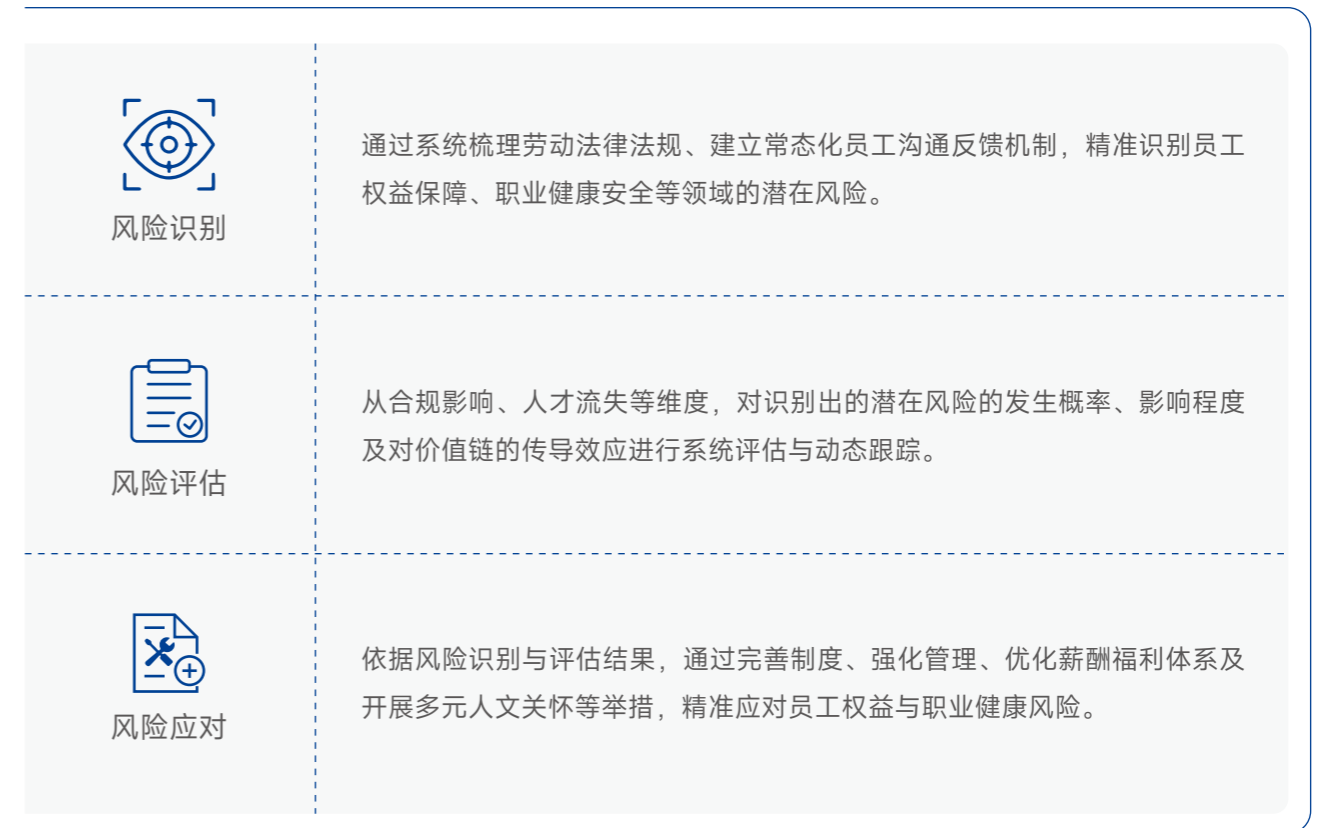 风险识别
通过系统梳理劳动法律法规、建立常态化员工沟通反馈机制，精准识别员工
权益保障、职业健康安全等领域的潜在风险。
风险评估
从合规影响、人才流失等维度，对识别出的潜在风险的发生概率、影响程度
及对价值链的传导效应进行系统评估与动态跟踪。
风险应对
依据风险识别与评估结果，通过完善制度、强化管理、优化薪酬福利体系及
开展多元人文关怀等举措，精准应对员工权益与职业健康风险。